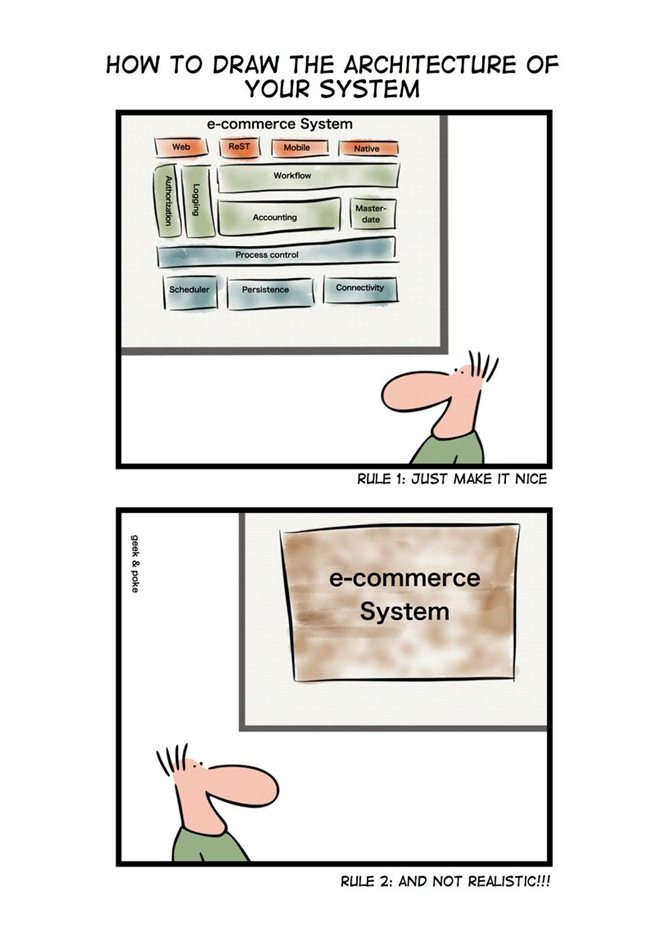 HOW TO DRAW THE ARCHITECTURE OF
YOUR SYSTEM
e-commerce System
Web
ReST
Mobile
Native
Authorization
Logging
Workflow
Accounting
Master-
date
Process control
Scheduler
Persistence
Connectivity
RULE 1: JUST MAKE IT NICE
geek & poke
e-commerce
System
RULE 2: AND NOT REALISTIC!!!